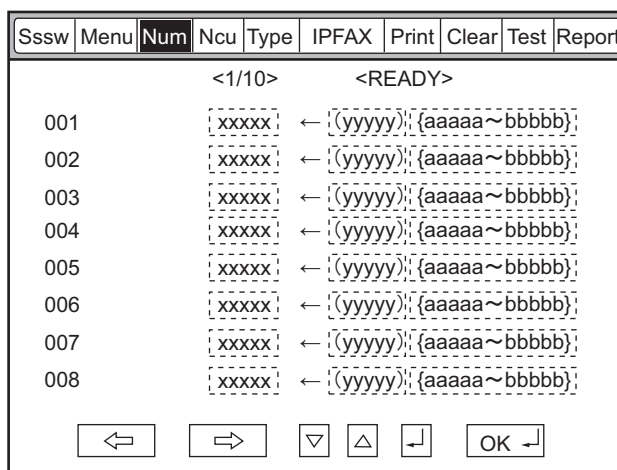 Sssw Menu Num Ncu Type IPFAX Print Clear Test Report
<1/10> <READY>
001 xxxxx ← (yyyyy) {aaaaa～bbbbb}
002 xxxxx ← (yyyyy) {aaaaa～bbbbb}
003 xxxxx ← (yyyyy) {aaaaa～bbbbb}
004 xxxxx ← (yyyyy) {aaaaa～bbbbb}
005 xxxxx ← (yyyyy) {aaaaa～bbbbb}
006 xxxxx ← (yyyyy) {aaaaa～bbbbb}
007 xxxxx ← (yyyyy) {aaaaa～bbbbb}
008 xxxxx ← (yyyyy) {aaaaa～bbbbb}
OK